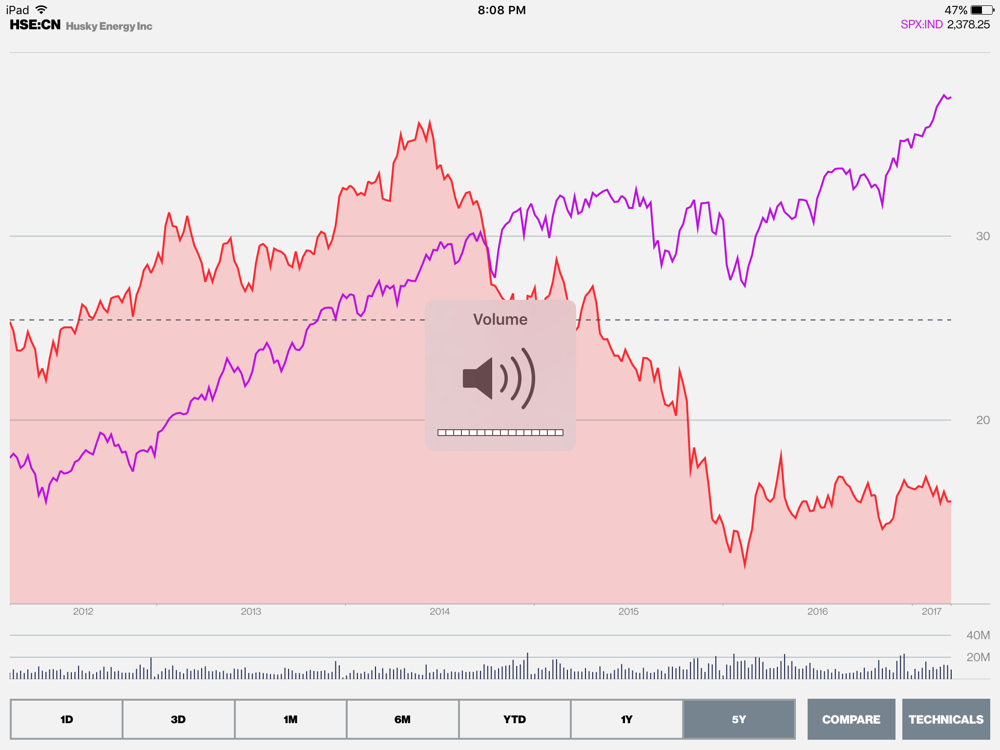 iPad 8:08 PM 47%
HSE:CN Husky Energy Inc SPX:IND 2,378.25
30
Volume
20
2012 2013 2014 2015 2016 2017
40M
20M
1D 3D 1M 6M YTD 1Y 5Y COMPARE TECHNICALS